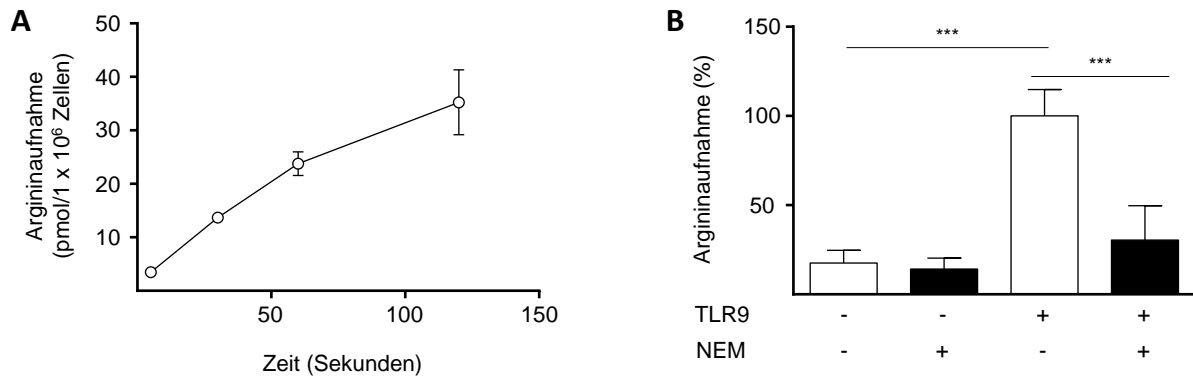 A
Argininaufnahme
(pmol/1 x 10⁶ Zellen)
50
40
30
20
10
50
100
150
Zeit (Sekunden)
B
Argininaufnahme (%)
150
100
50
***
***
TLR9 - - + +
NEM - + - +